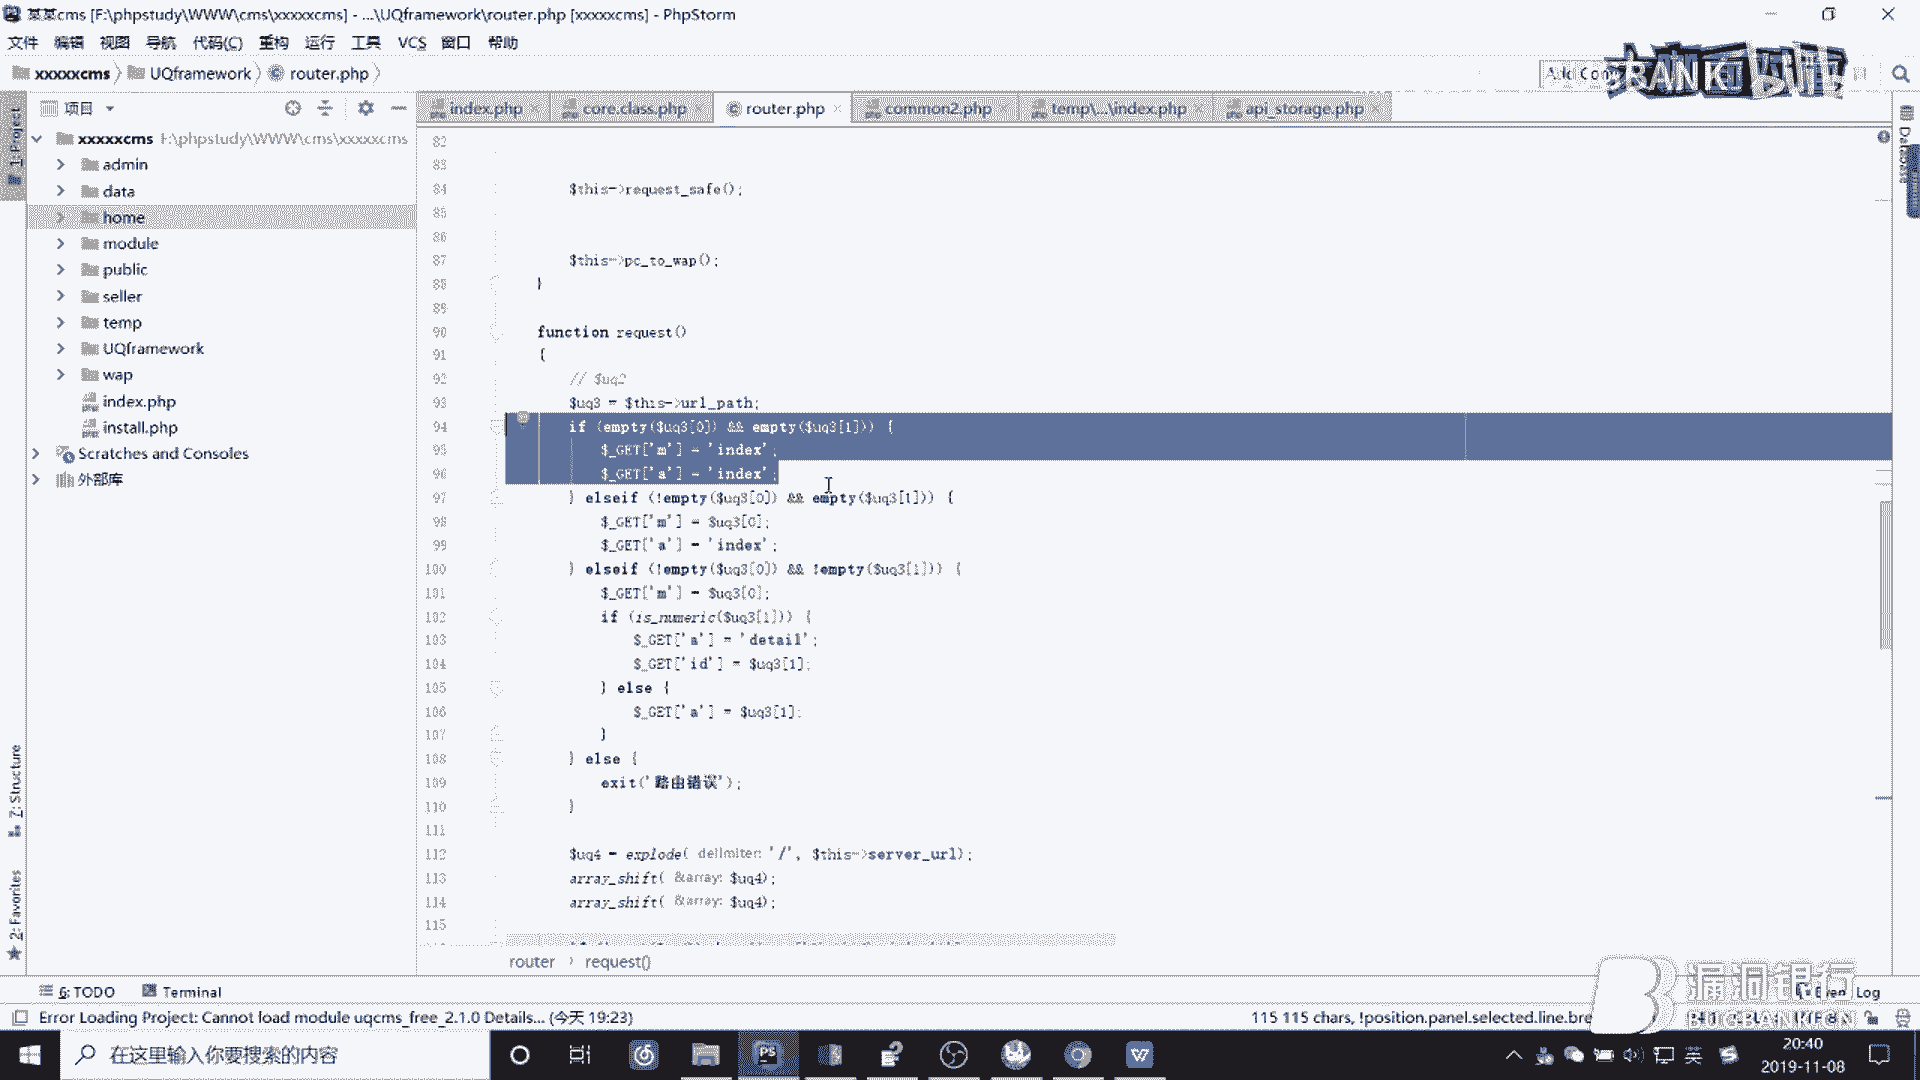 某某cms [F:\phpstudy\WWW\cms\xxxxxcms] - ...\UQframework\router.php [xxxxxcms] - PhpStorm
文件 编辑 视图 导航 代码(C) 重构 运行 工具 VCS 窗口 帮助
xxxxxcms UQframework router.php
BANK
项目
index.php core.class.php router.php common2.php temp\...\index.php api_storage.php
1: Project
Database
xxxxxcms F:\phpstudy\WWW\cms\xxxxxcms
admin
data
home
module
public
seller
temp
UQframework
wap
index.php
install.php
Scratches and Consoles
外部库
7: Structure
2: Favorites
82
83
84 $this->request_safe();
85
86
87 $this->pc_to_wap();
88 }
89
90 function request()
91 {
92 // $uq2
93 $uq3 = $this->url_path;
94 if (empty($uq3[0]) && empty($uq3[1])) {
95 $_GET['m'] = 'index';
96 $_GET['a'] = 'index';
97 } elseif (!empty($uq3[0]) && empty($uq3[1])) {
98 $_GET['m'] = $uq3[0];
99 $_GET['a'] = 'index';
100 } elseif (!empty($uq3[0]) && !empty($uq3[1])) {
101 $_GET['m'] = $uq3[0];
102 if (is_numeric($uq3[1])) {
103 $_GET['a'] = 'detail';
104 $_GET['id'] = $uq3[1];
105 } else {
106 $_GET['a'] = $uq3[1];
107 }
108 } else {
109 exit('路由错误');
110 }
111
112 $uq4 = explode( delimiter: '/', $this->server_url);
113 array_shift( &array: $uq4);
114 array_shift( &array: $uq4);
115
router › request()
6: TODO Terminal
Log
漏洞银行
BUGBANK.CN
Error Loading Project: Cannot load module uqcms_free_2.1.0 Details... (今天 19:23)
115 115 chars, !position.panel.selected.line.bre
在这里输入你要搜索的内容
英
20:40
2019-11-08